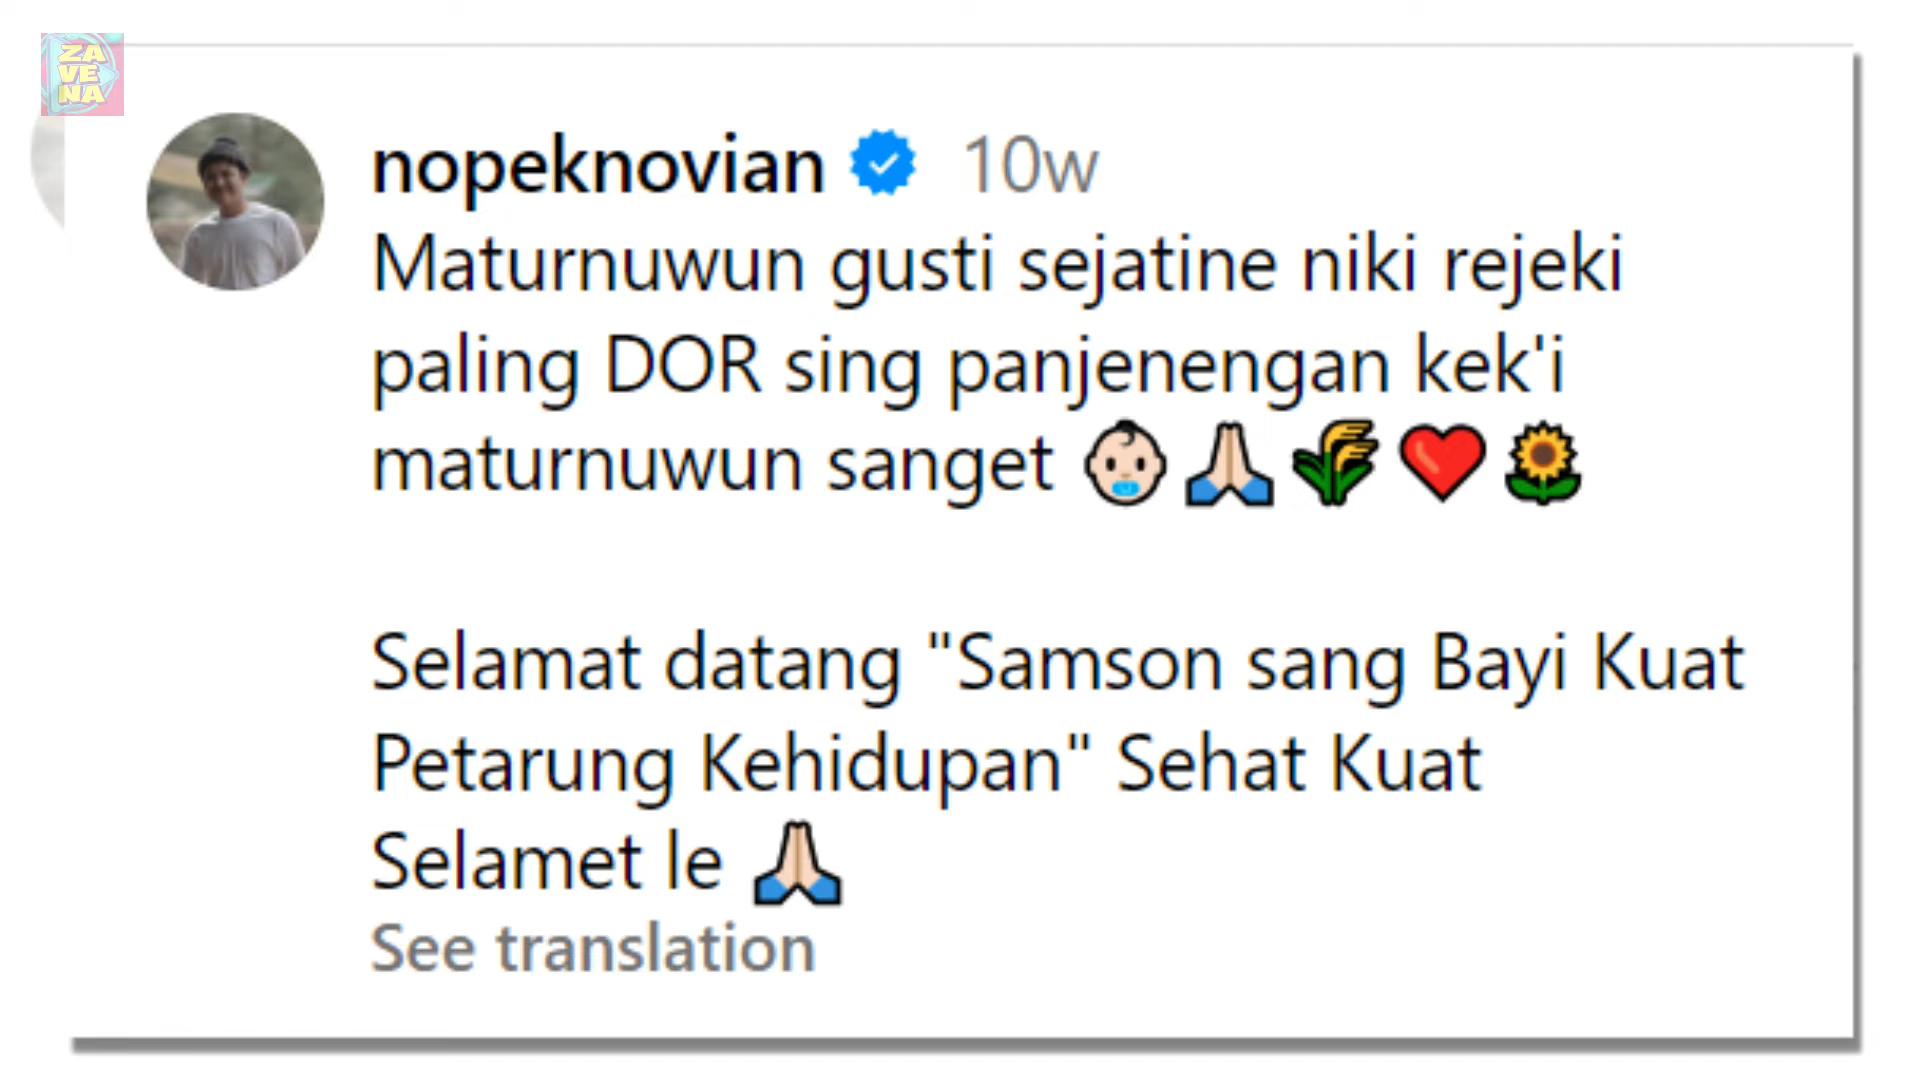 ZA
VE
NA
nopeknovian 10w
Maturnuwun gusti sejatine niki rejeki
paling DOR sing panjenengan kek'i
maturnuwun sanget 👶🏻🙏🏻🌾❤️🌻
Selamat datang "Samson sang Bayi Kuat
Petarung Kehidupan" Sehat Kuat
Selamet le 🙏🏻
See translation